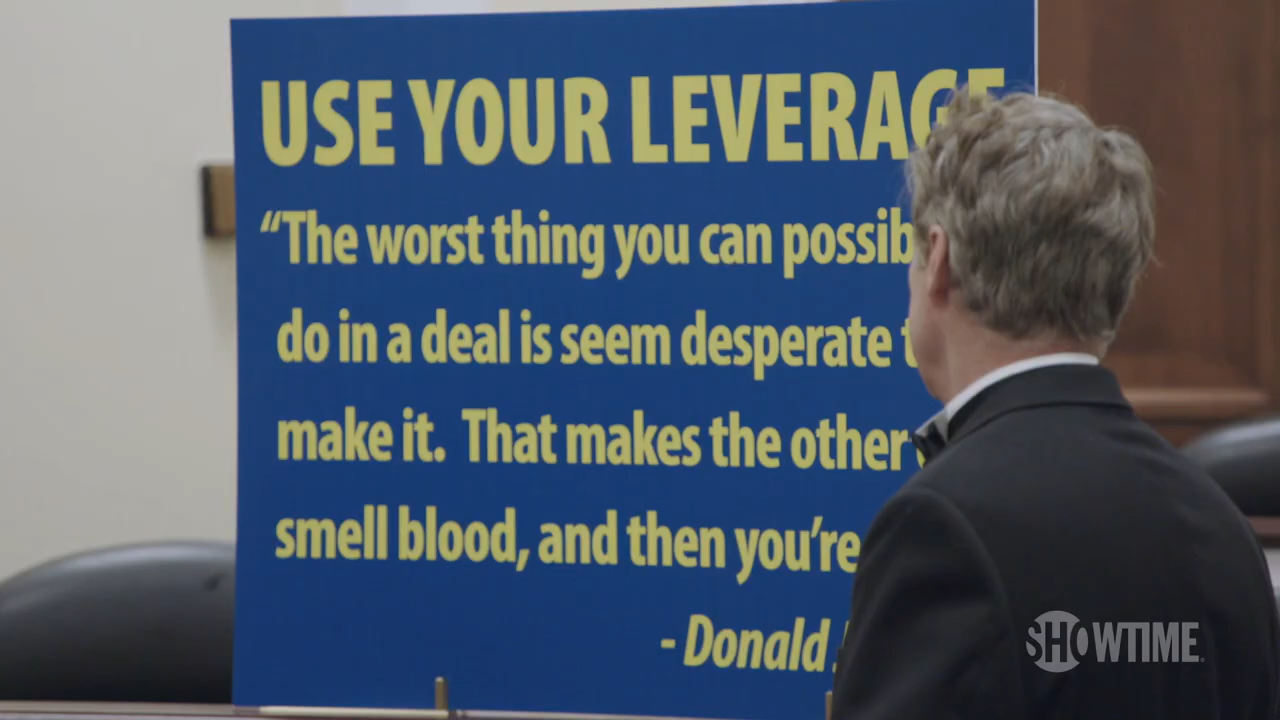 USE YOUR LEVERAGE
“The worst thing you can possib
do in a deal is seem desperate t
make it. That makes the other
smell blood, and then you’re
- Donald J
SHOWTIME